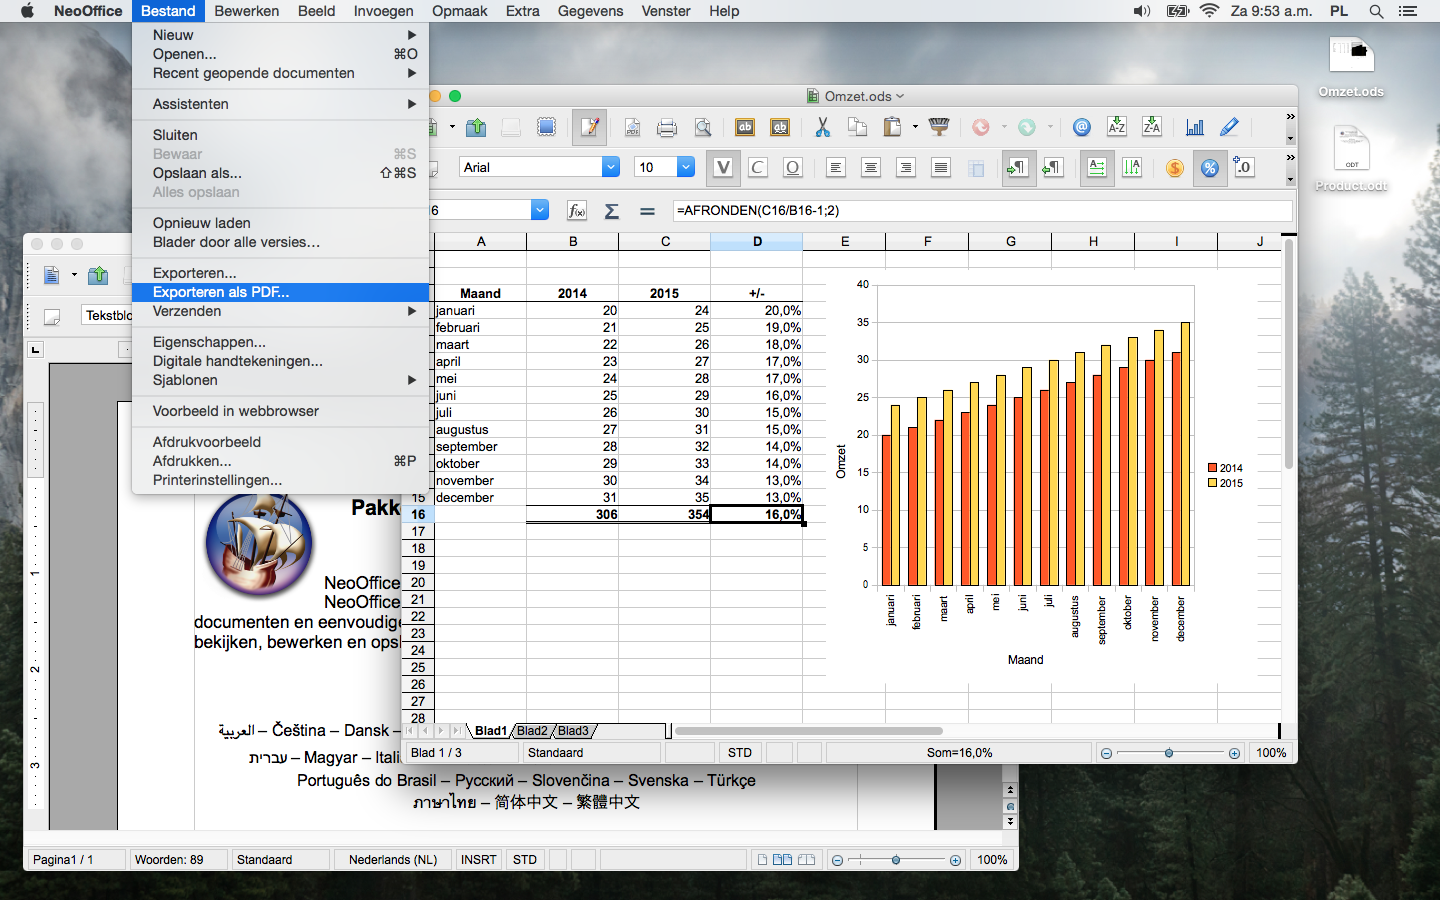 NeoOffice Bestand Bewerken Beeld Invoegen Opmaak Extra Gegevens Venster Help Za 9:53 a.m. PL
Nieuw
Openen... ⌘O
Recent geopende documenten
Assistenten
Sluiten
Bewaar ⌘S
Opslaan als... ⇧⌘S
Alles opslaan
Opnieuw laden
Blader door alle versies...
Exporteren...
Exporteren als PDF...
Verzenden
Eigenschappen...
Digitale handtekeningen...
Sjablonen
Voorbeeld in webbrowser
Afdrukvoorbeeld
Afdrukken... ⌘P
Printerinstellingen...
Omzet.ods
Product.odt
ODT
Omzet.ods
Arial 10 V C O
6 f(x) Σ = =AFRONDEN(C16/B16-1;2)
A B C D E F G H I J
Maand 2014 2015 +/-
januari 20 24 20,0%
februari 21 25 19,0%
maart 22 26 18,0%
april 23 27 17,0%
mei 24 28 17,0%
juni 25 29 16,0%
juli 26 30 15,0%
augustus 27 31 15,0%
september 28 32 14,0%
oktober 29 33 14,0%
november 30 34 13,0%
15 december 31 35 13,0%
16 306 354 16,0%
17
18
19
20
21
22
23
24
25
26
27
28
40
35
30
25
20
15
10
5
0
Omzet
januari februari maart april mei juni juli augustus september oktober november december
Maand
2014
2015
Blad1 Blad2 Blad3
Blad 1 / 3 Standaard STD Som=16,0% 100%
Tekstblo
1
2
3
Pakk
NeoOffice
NeoOffice
documenten en eenvoudige
bekijken, bewerken en ops
العربية – Čeština – Dansk –
עברית – Magyar – Itali
Português do Brasil – Русский – Slovenčina – Svenska – Türkçe
ภาษาไทย – 简体中文 – 繁體中文
Pagina1 / 1 Woorden: 89 Standaard Nederlands (NL) INSRT STD 100%